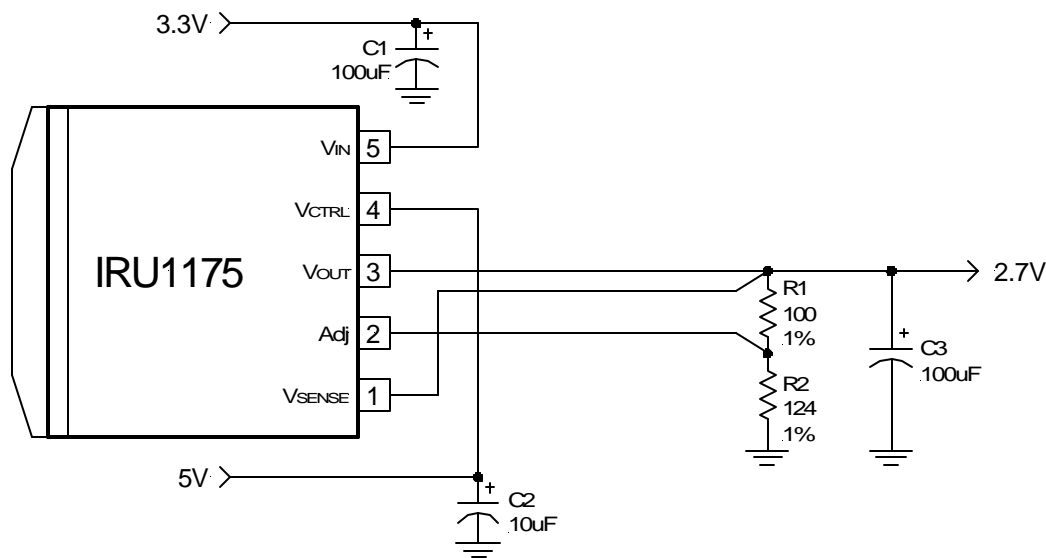 3.3V
+
C1
100uF
VIN 5
VCTRL 4
IRU1175
VOUT 3
2.7V
R1
100
1%
Adj 2
+
C3
100uF
R2
124
1%
VSENSE 1
5V
+
C2
10uF